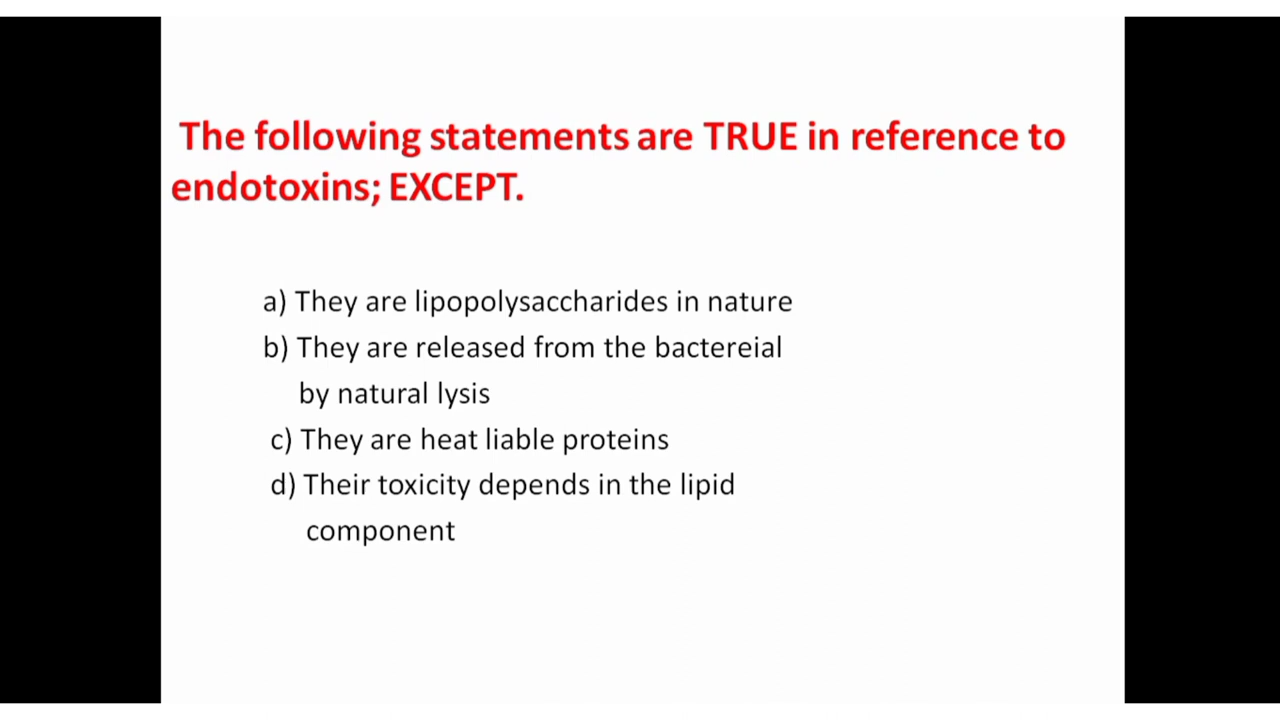 The following statements are TRUE in reference to
endotoxins; EXCEPT.
a) They are lipopolysaccharides in nature
b) They are released from the bactereial
by natural lysis
c) They are heat liable proteins
d) Their toxicity depends in the lipid
component